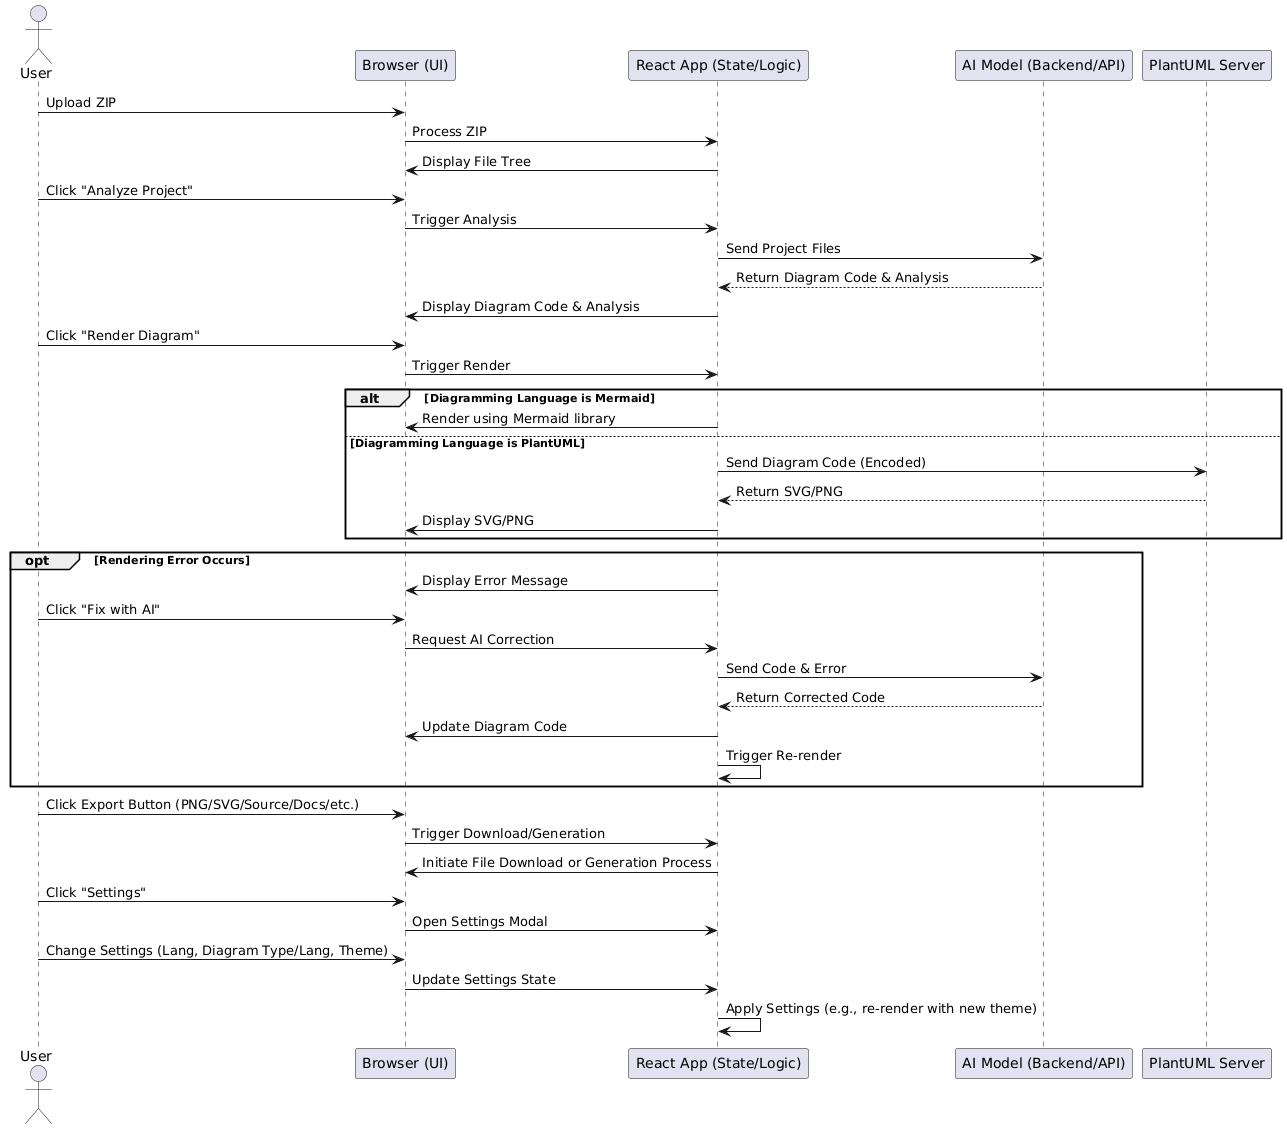 User
Browser (UI)
React App (State/Logic)
AI Model (Backend/API)
PlantUML Server
Upload ZIP
Process ZIP
Display File Tree
Click "Analyze Project"
Trigger Analysis
Send Project Files
Return Diagram Code & Analysis
Display Diagram Code & Analysis
Click "Render Diagram"
Trigger Render
alt
[Diagramming Language is Mermaid]
Render using Mermaid library
[Diagramming Language is PlantUML]
Send Diagram Code (Encoded)
Return SVG/PNG
Display SVG/PNG
opt
[Rendering Error Occurs]
Display Error Message
Click "Fix with AI"
Request AI Correction
Send Code & Error
Return Corrected Code
Update Diagram Code
Trigger Re-render
Click Export Button (PNG/SVG/Source/Docs/etc.)
Trigger Download/Generation
Initiate File Download or Generation Process
Click "Settings"
Open Settings Modal
Change Settings (Lang, Diagram Type/Lang, Theme)
Update Settings State
Apply Settings (e.g., re-render with new theme)
User
Browser (UI)
React App (State/Logic)
AI Model (Backend/API)
PlantUML Server